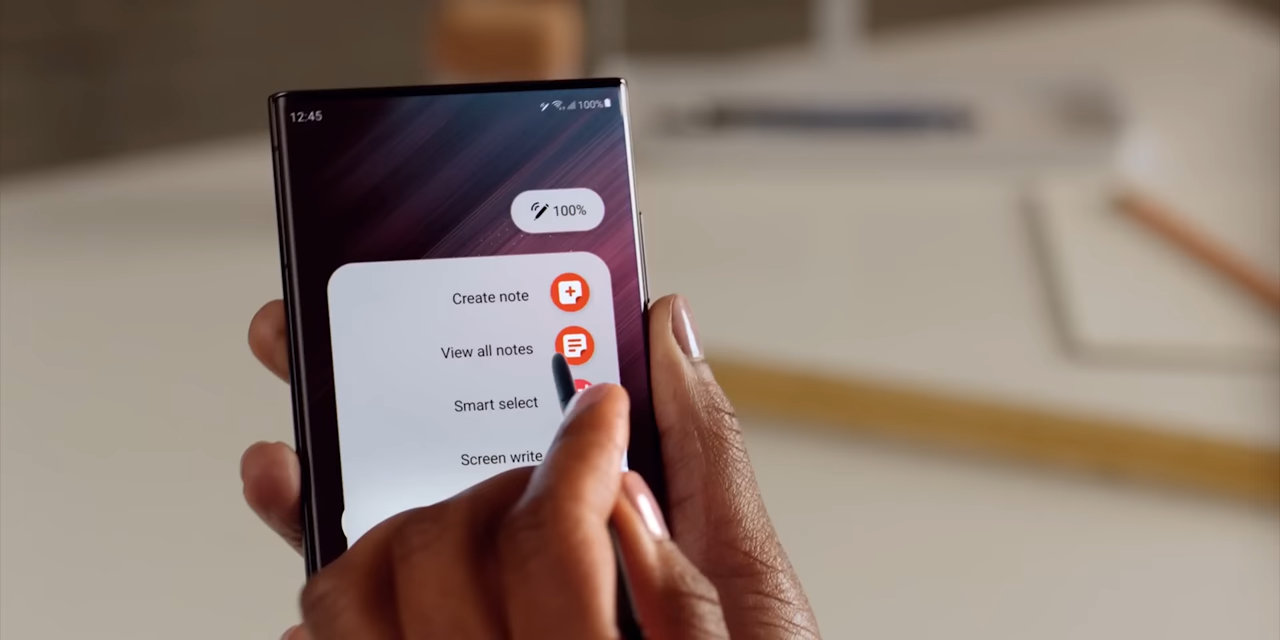 12:45
100%
100%
Create note
View all notes
Smart select
Screen write